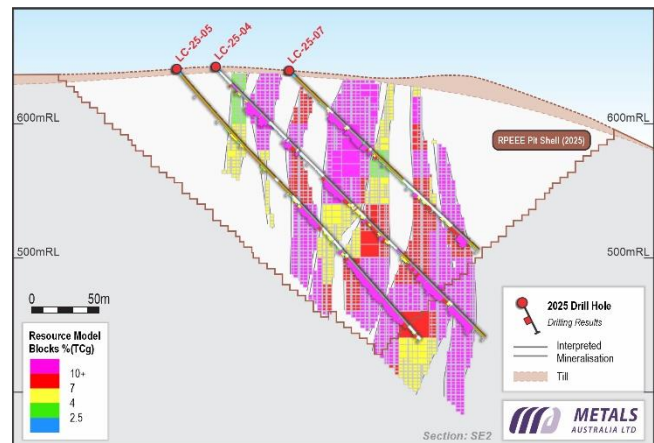 LC-25-05
LC-25-04
LC-25-07
600mRL
600mRL
RPEEE Pit Shell (2025)
500mRL
500mRL
0 50m
Resource Model
Blocks %(TCg)
10+
7
4
2.5
2025 Drill Hole
Drilling Results
Interpreted
Mineralisation
Till
Section: SE2
METALS
AUSTRALIA LTD